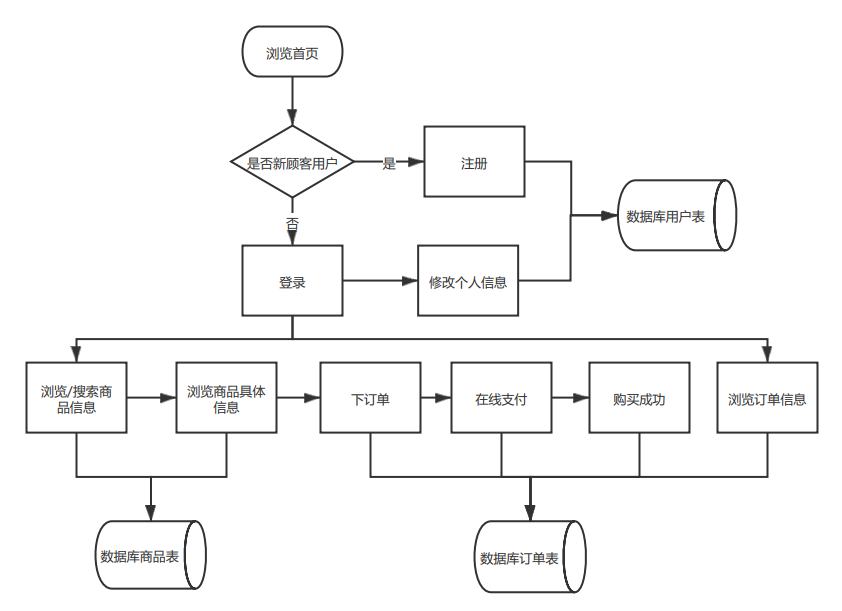 浏览首页
是否新顾客用户
是
注册
数据库用户表
否
登录
修改个人信息
浏览/搜索商
品信息
浏览商品具体
信息
下订单
在线支付
购买成功
浏览订单信息
数据库商品表
数据库订单表